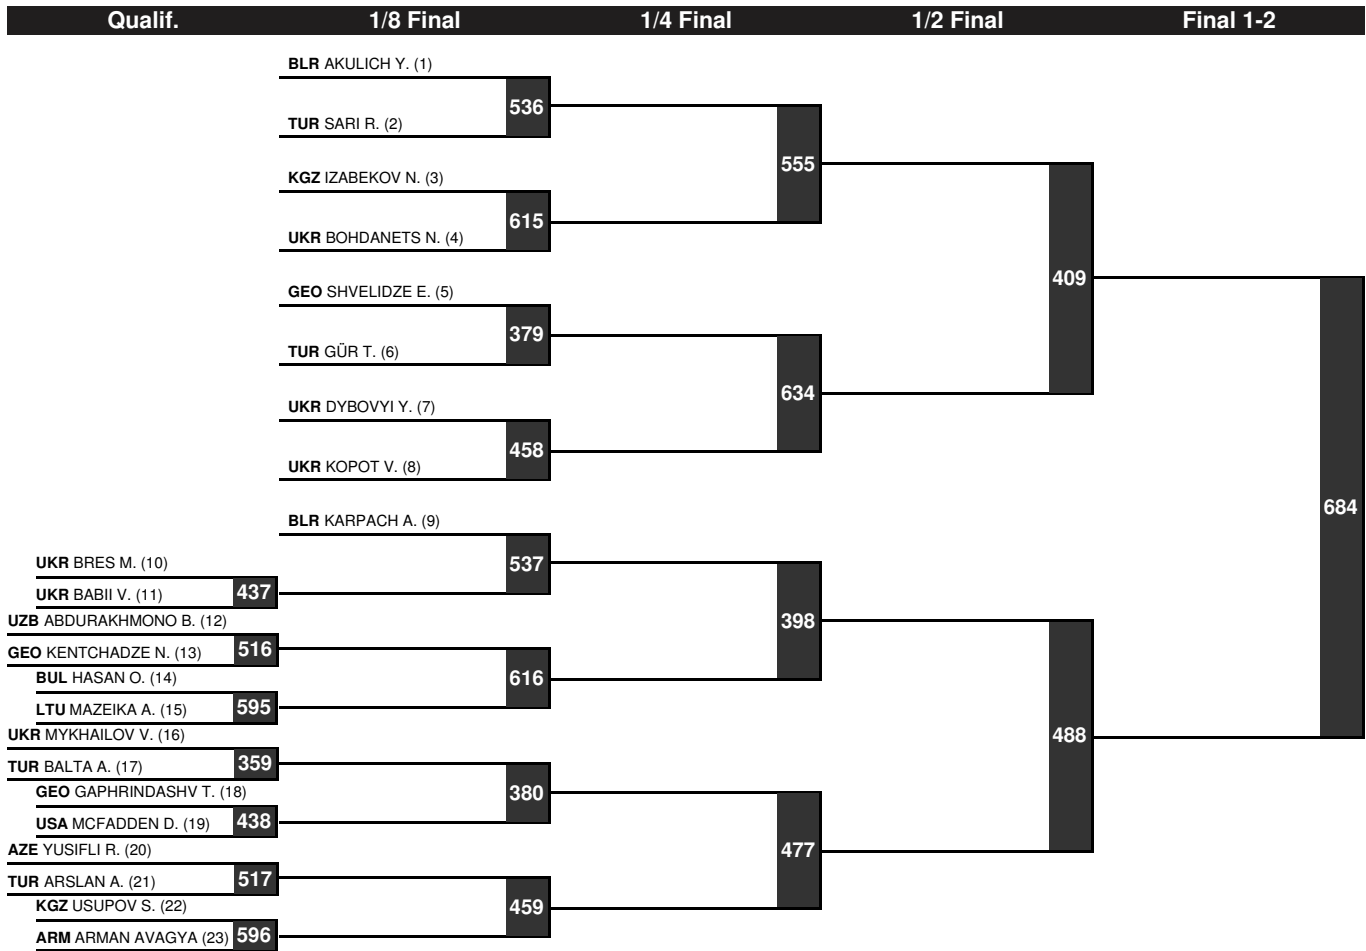 Qualif. 1/8 Final 1/4 Final 1/2 Final Final 1-2
BLR AKULICH Y. (1)
536
TUR SARI R. (2)
555
KGZ IZABEKOV N. (3)
615
UKR BOHDANETS N. (4)
409
GEO SHVELIDZE E. (5)
379
TUR GÜR T. (6)
634
UKR DYBOVYI Y. (7)
458
UKR KOPOT V. (8)
684
BLR KARPACH A. (9)
537
UKR BRES M. (10)
437
UKR BABII V. (11)
398
UZB ABDURAKHMONO B. (12)
516
GEO KENTCHADZE N. (13)
616
BUL HASAN O. (14)
595
LTU MAZEIKA A. (15)
488
UKR MYKHAILOV V. (16)
359
TUR BALTA A. (17)
380
GEO GAPHRINDASHV T. (18)
438
USA MCFADDEN D. (19)
477
AZE YUSIFLI R. (20)
517
TUR ARSLAN A. (21)
459
KGZ USUPOV S. (22)
596
ARM ARMAN AVAGYA (23)